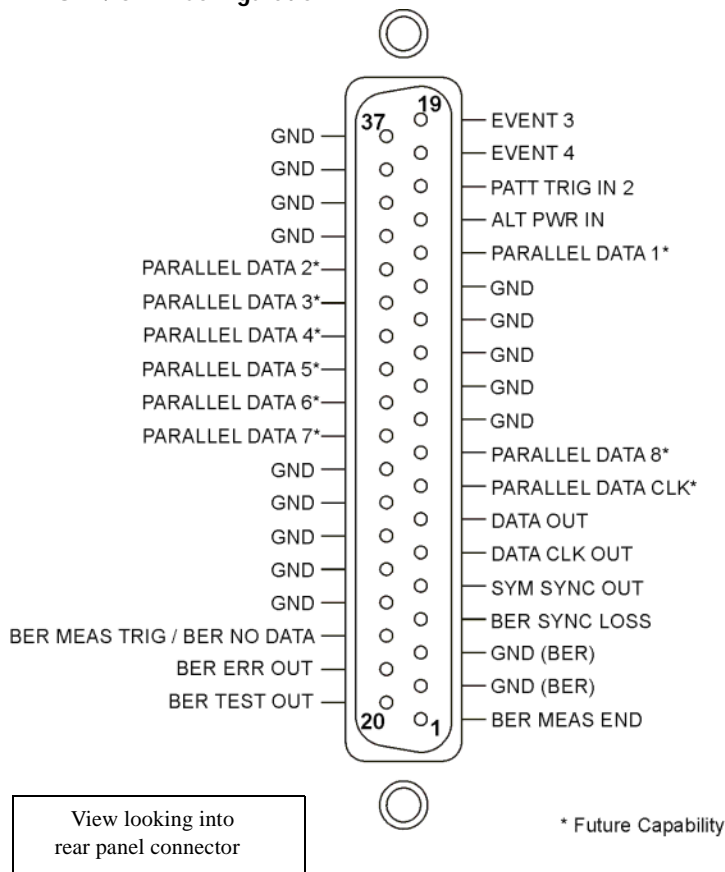 37
19
GND
GND
GND
GND
PARALLEL DATA 2*
PARALLEL DATA 3*
PARALLEL DATA 4*
PARALLEL DATA 5*
PARALLEL DATA 6*
PARALLEL DATA 7*
GND
GND
GND
GND
GND
BER MEAS TRIG / BER NO DATA
BER ERR OUT
BER TEST OUT
EVENT 3
EVENT 4
PATT TRIG IN 2
ALT PWR IN
PARALLEL DATA 1*
GND
GND
GND
GND
GND
PARALLEL DATA 8*
PARALLEL DATA CLK*
DATA OUT
DATA CLK OUT
SYM SYNC OUT
BER SYNC LOSS
GND (BER)
GND (BER)
BER MEAS END
20
1
View looking into
rear panel connector
* Future Capability